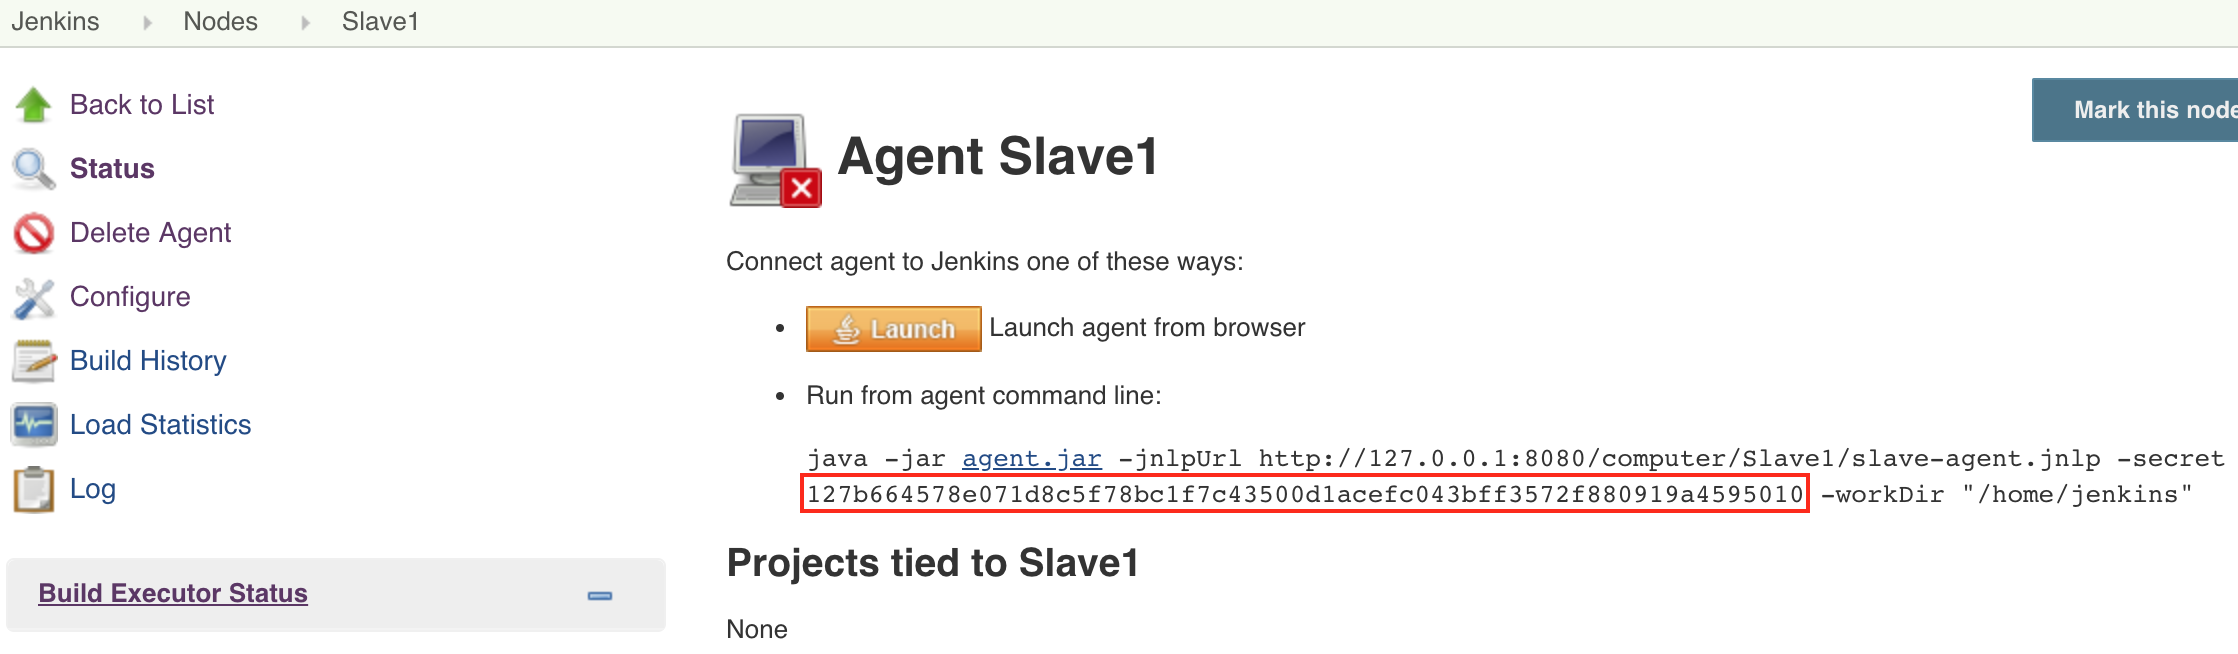 Jenkins Nodes Slave1
Back to List
Status
Delete Agent
Configure
Build History
Load Statistics
Log
Build Executor Status
Mark this node
Agent Slave1
Connect agent to Jenkins one of these ways:
Launch Launch agent from browser
Run from agent command line:
java -jar agent.jar -jnlpUrl http://127.0.0.1:8080/computer/Slave1/slave-agent.jnlp -secret
127b664578e071d8c5f78bc1f7c43500d1acefc043bff3572f880919a4595010 -workDir "/home/jenkins"
Projects tied to Slave1
None